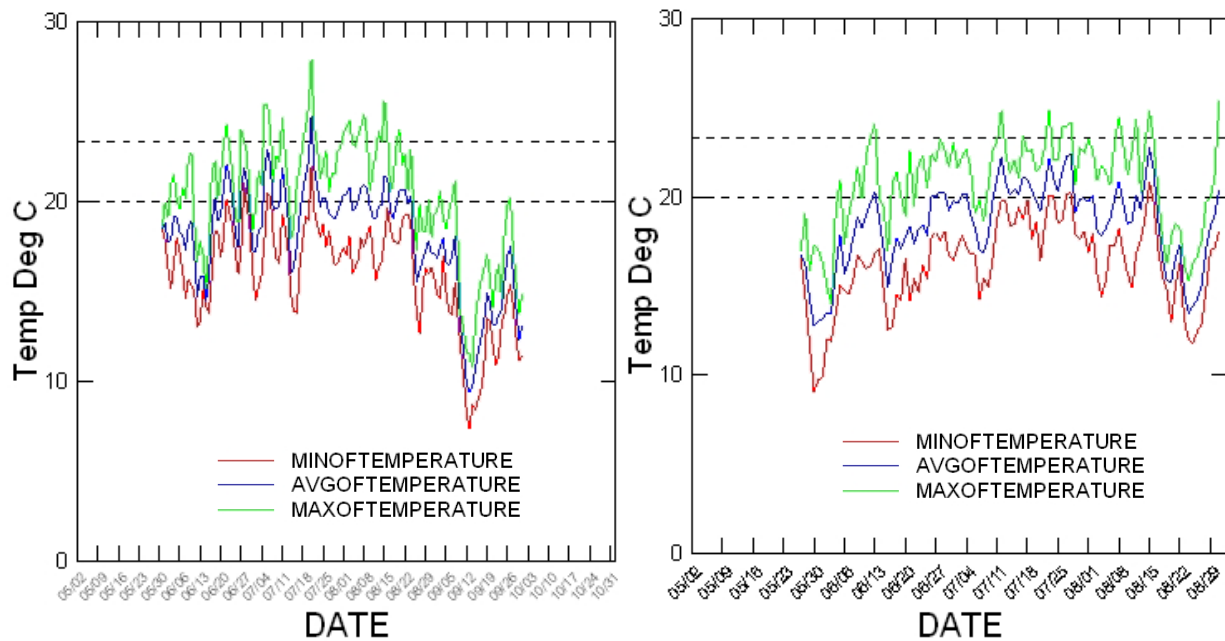 30
20
10
0
Temp Deg C
MINOFTEMPERATURE
AVGOFTEMPERATURE
MAXOFTEMPERATURE
05/02 05/09 05/16 05/23 05/30 06/06 06/13 06/20 06/27 07/04 07/11 07/18 07/25 08/01 08/08 08/15 08/22 08/29 09/05 09/12 09/19 09/26 10/03 10/10 10/17 10/24 10/31
DATE
30
20
10
0
Temp Deg C
MINOFTEMPERATURE
AVGOFTEMPERATURE
MAXOFTEMPERATURE
05/02 05/09 05/16 05/23 05/30 06/06 06/13 06/20 06/27 07/04 07/11 07/18 07/25 08/01 08/08 08/15 08/22 08/29
DATE